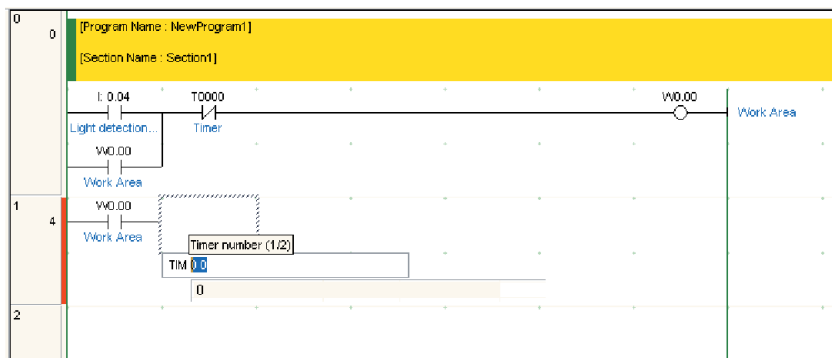 0
0
[Program Name : NewProgram1]
[Section Name : Section1]
I: 0.04 T0000 W0.00
Light detection... Timer Work Area
W0.00
Work Area
1
4
W0.00
Work Area
Timer number (1/2)
TIM 0 0
0
2